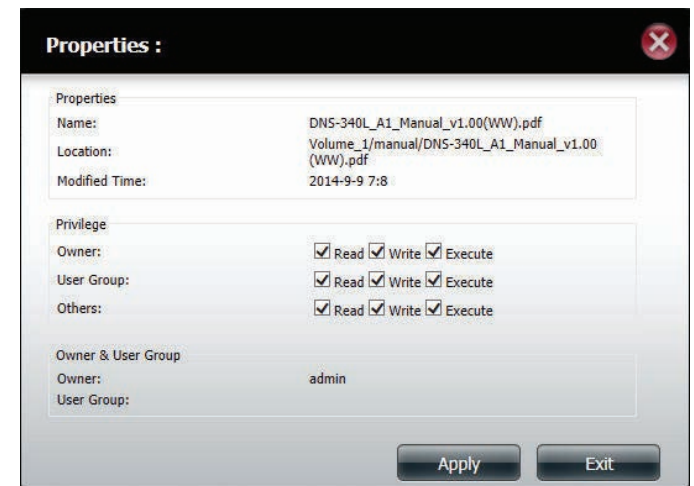 Properties :
Properties
Name: DNS-340L_A1_Manual_v1.00(WW).pdf
Location: Volume_1/manual/DNS-340L_A1_Manual_v1.00
(WW).pdf
Modified Time: 2014-9-9 7:8
Privilege
Owner: Read Write Execute
User Group: Read Write Execute
Others: Read Write Execute
Owner & User Group
Owner: admin
User Group:
Apply Exit